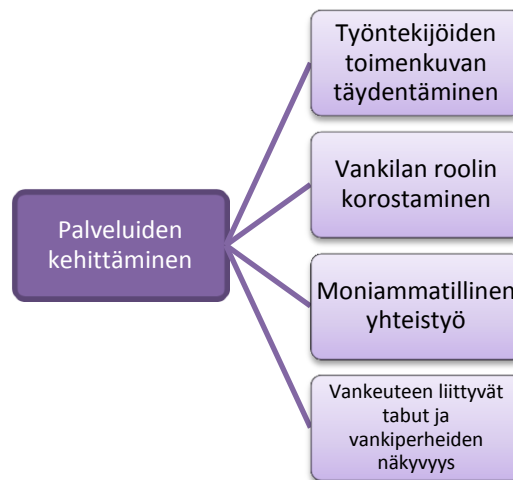 Työntekijöiden
toimenkuvan
täydentäminen
Vankilan roolin
korostaminen
Palveluiden
kehittäminen
Moniammatillinen
yhteistyö
Vankeuteen liittyvät
tabut ja
vankiperheiden
näkyvyys